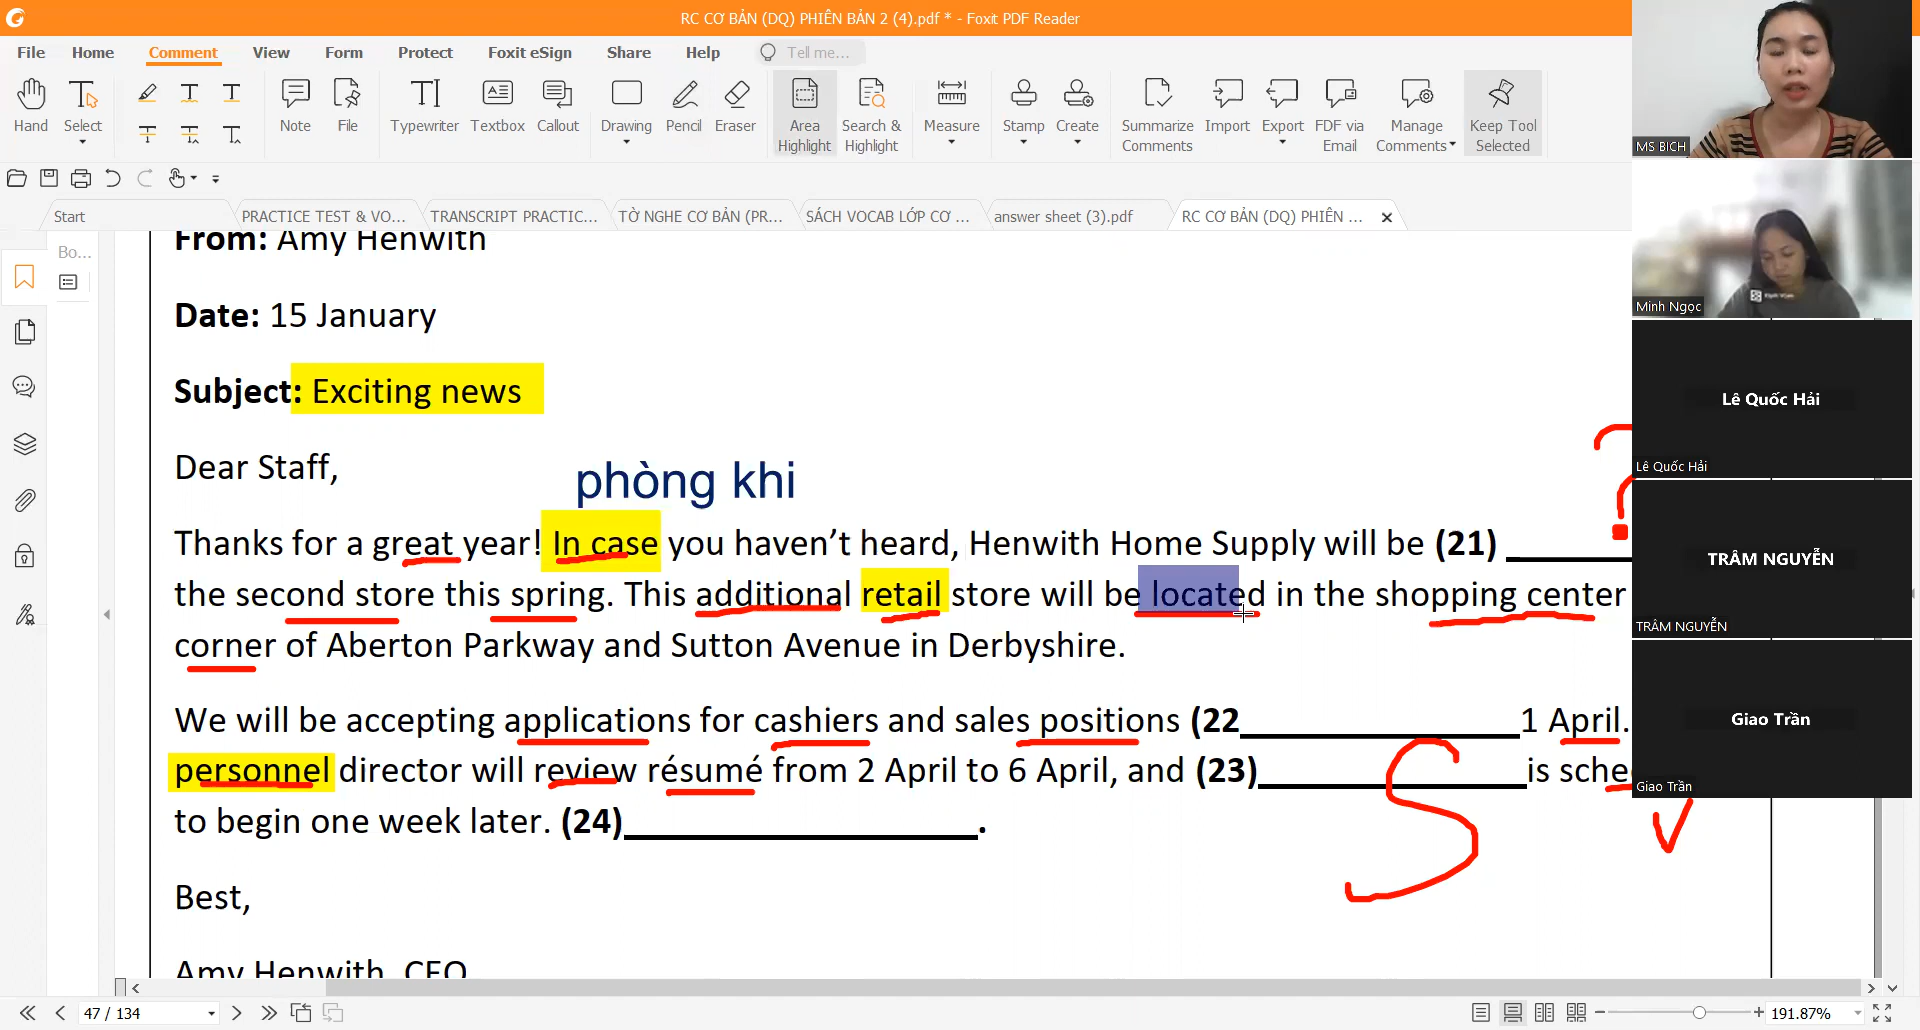 RC CƠ BẢN (DQ) PHIÊN BẢN 2 (4).pdf * - Foxit PDF Reader
File Home Comment View Form Protect Foxit eSign Share Help Tell me...
Hand Select Note File Typewriter Textbox Callout Drawing Pencil Eraser Area Highlight Search & Highlight Measure Stamp Create Summarize Comments Import Export FDF via Email Manage Comments Keep Tool Selected
Start PRACTICE TEST & VO... TRANSCRIPT PRACTIC... TỜ NGHE CƠ BẢN (PR... SÁCH VOCAB LỚP CƠ ... answer sheet (3).pdf RC CƠ BẢN (DQ) PHIÊN ...
Bo...
From: Amy Henwith
Date: 15 January
Subject: Exciting news
Dear Staff,
phòng khi
Thanks for a great year! In case you haven't heard, Henwith Home Supply will be (21)
the second store this spring. This additional retail store will be located in the shopping center
corner of Aberton Parkway and Sutton Avenue in Derbyshire.
We will be accepting applications for cashiers and sales positions (22 1 April.
personnel director will review résumé from 2 April to 6 April, and (23) is sche
to begin one week later. (24) .
Best,
Amy Henwith, CEO
MS BICH
Minh Ngọc
Lê Quốc Hải
Lê Quốc Hải
TRÂM NGUYỄN
TRÂM NGUYỄN
Giao Trần
Giao Trần
47 / 134
191.87%